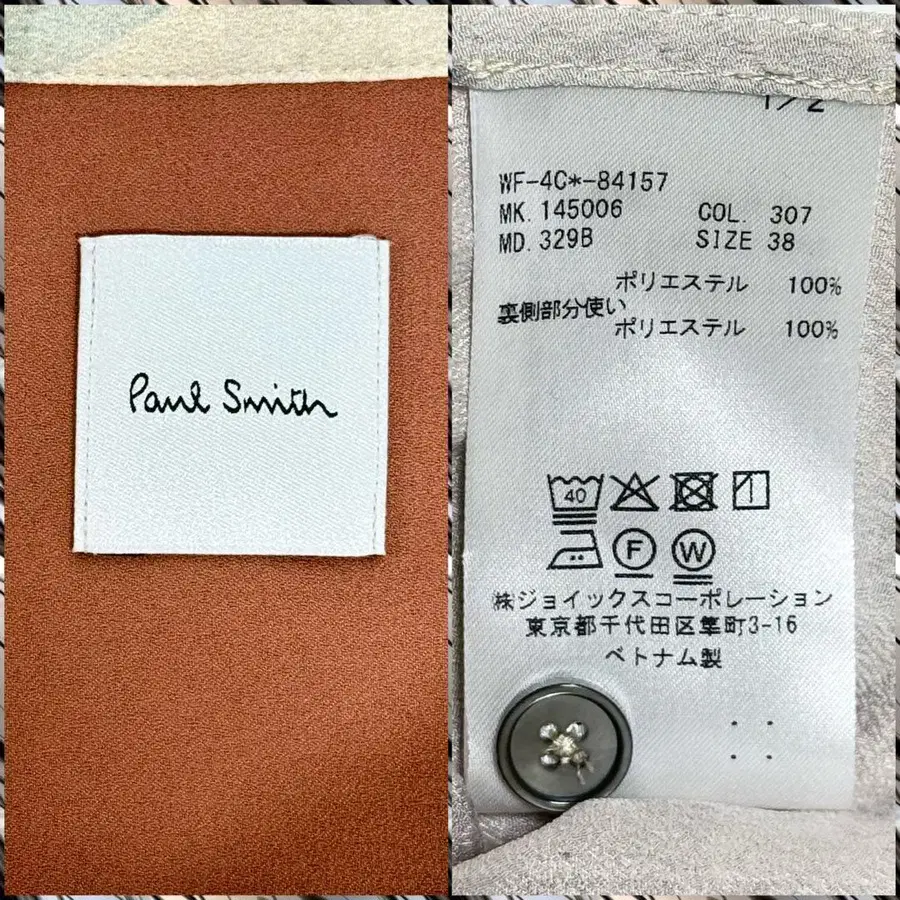 Paul Smith
1/2
WF-4C*-84157
MK. 145006 COL. 307
MD. 329B SIZE 38
ポリエステル 100%
裏側部分使い
ポリエステル 100%
40
F W
㈱ジョイックスコーポレーション
東京都千代田区隼町3-16
ベトナム製